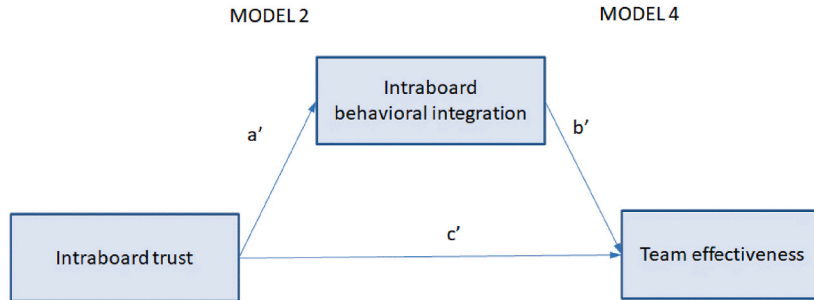 MODEL 2
MODEL 4
Intraboard
behavioral integration
a′
b′
c′
Intraboard trust
Team effectiveness